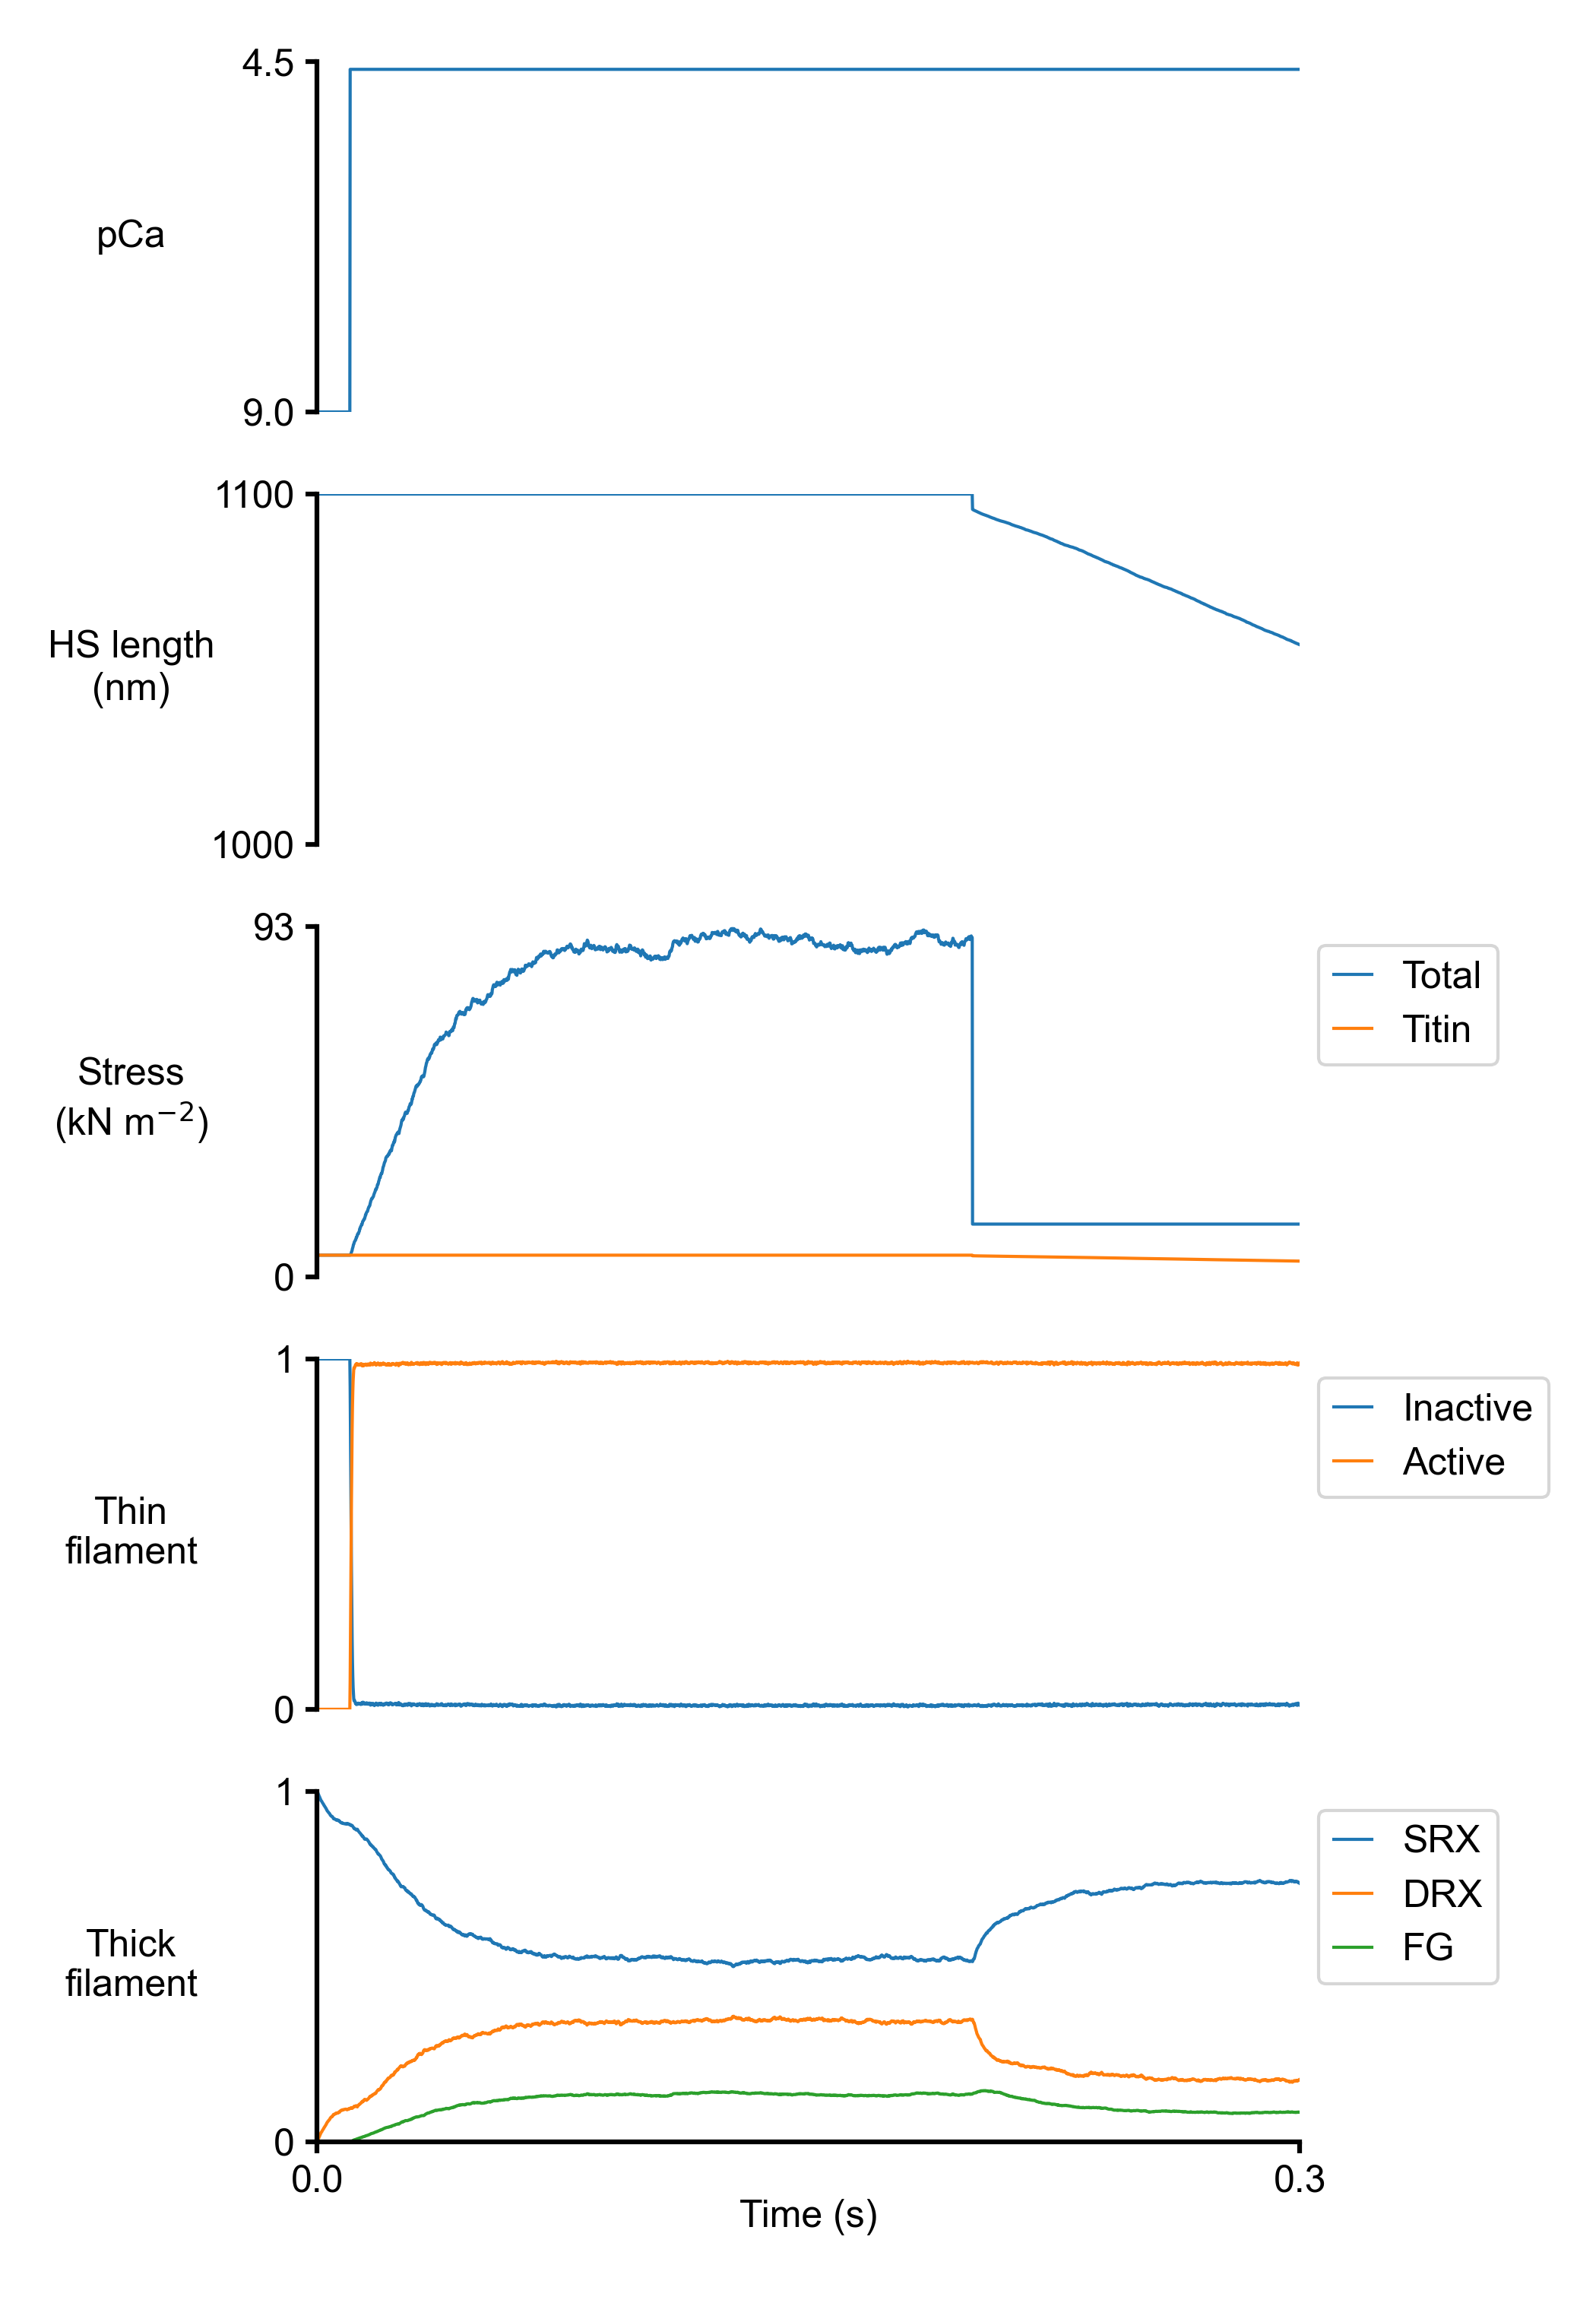 4.5
pCa
9.0
1100
HS length
(nm)
1000
93
Stress
(kN m⁻²)
0
Total
Titin
1
Thin
filament
0
Inactive
Active
1
Thick
filament
0
SRX
DRX
FG
0.0
0.3
Time (s)